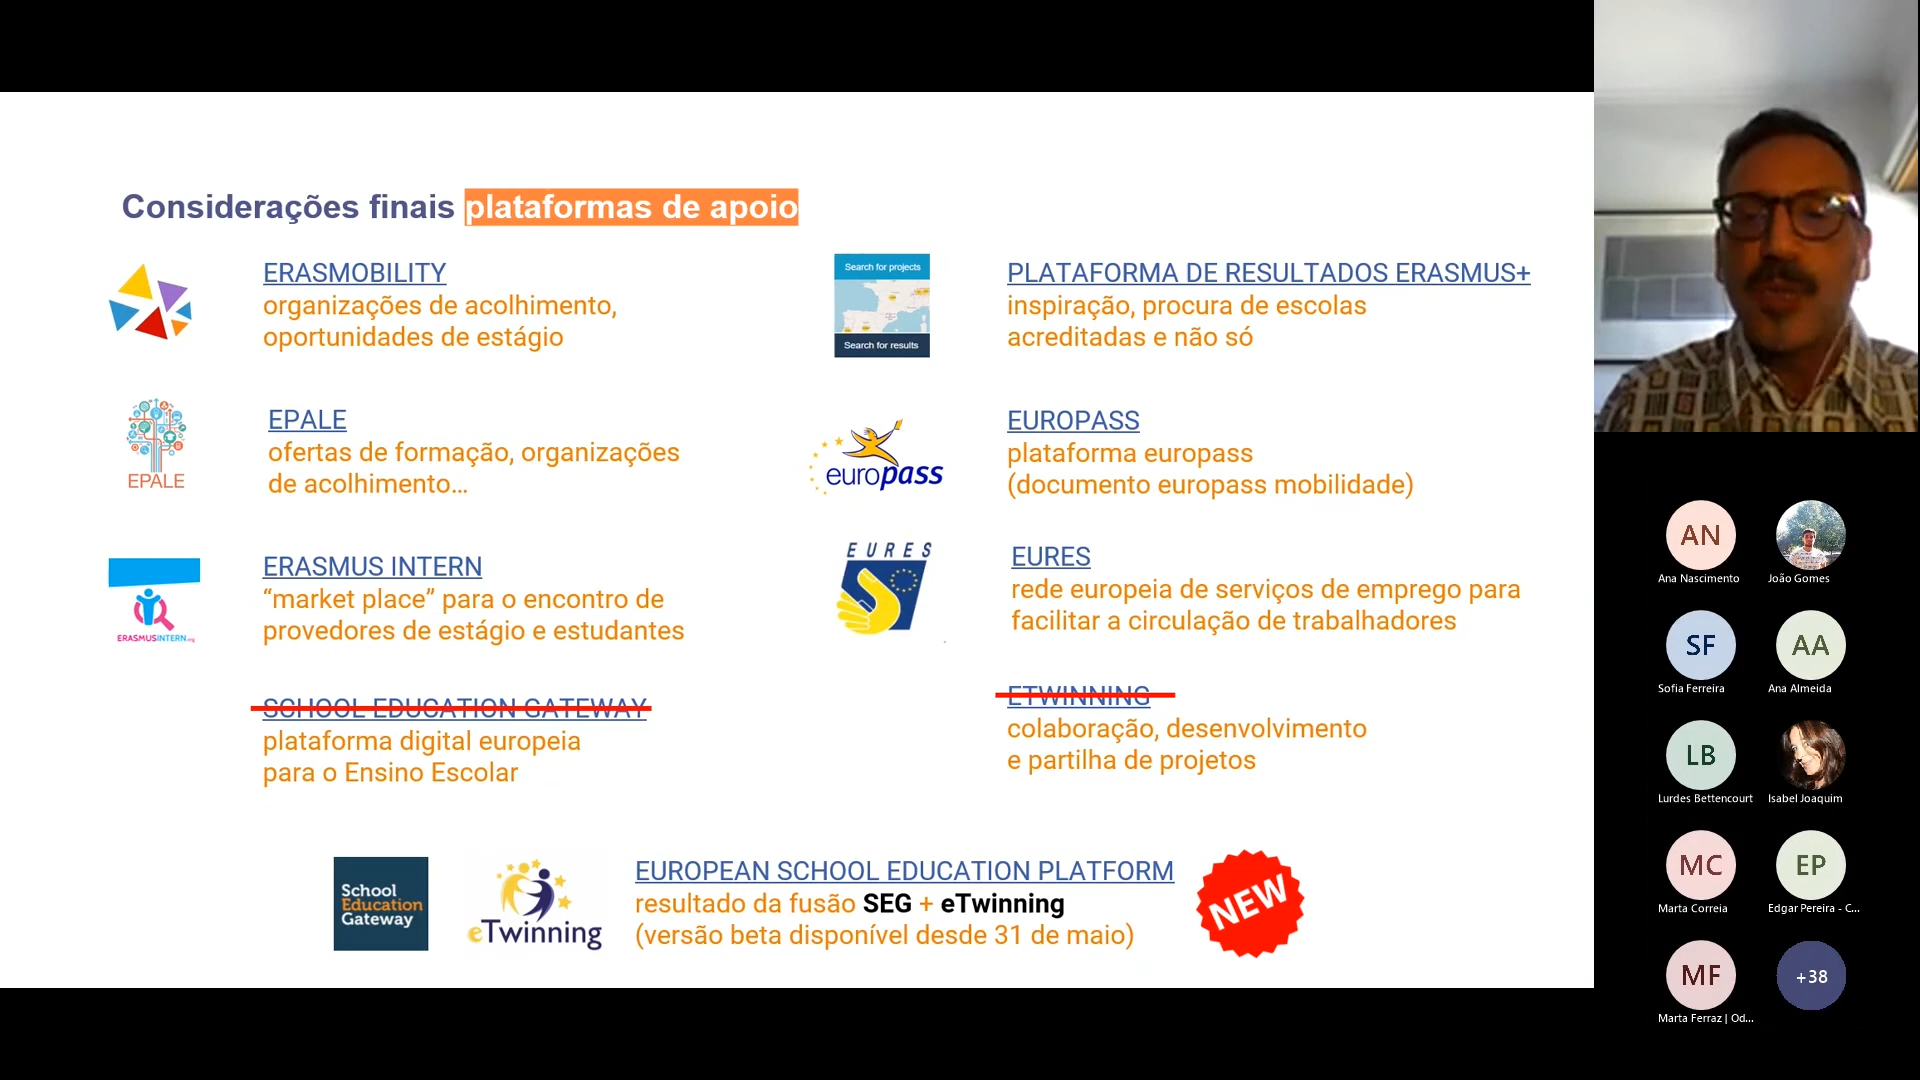 Considerações finais plataformas de apoio
ERASMOBILITY
organizações de acolhimento,
oportunidades de estágio
Search for projects
Search for results
PLATAFORMA DE RESULTADOS ERASMUS+
inspiração, procura de escolas
acreditadas e não só
EPALE
EPALE
ofertas de formação, organizações
de acolhimento...
europass
EUROPASS
plataforma europass
(documento europass mobilidade)
ERASMUSINTERN.org
ERASMUS INTERN
“market place” para o encontro de
provedores de estágio e estudantes
EURES
EURES
rede europeia de serviços de emprego para
facilitar a circulação de trabalhadores
SCHOOL EDUCATION GATEWAY
plataforma digital europeia
para o Ensino Escolar
ETWINNING
colaboração, desenvolvimento
e partilha de projetos
School
Education
Gateway
eTwinning
EUROPEAN SCHOOL EDUCATION PLATFORM
resultado da fusão SEG + eTwinning
(versão beta disponível desde 31 de maio)
NEW
AN
Ana Nascimento
João Gomes
SF
Sofia Ferreira
AA
Ana Almeida
LB
Lurdes Bettencourt
Isabel Joaquim
MC
Marta Correia
EP
Edgar Pereira - C...
MF
Marta Ferraz | Od...
+38